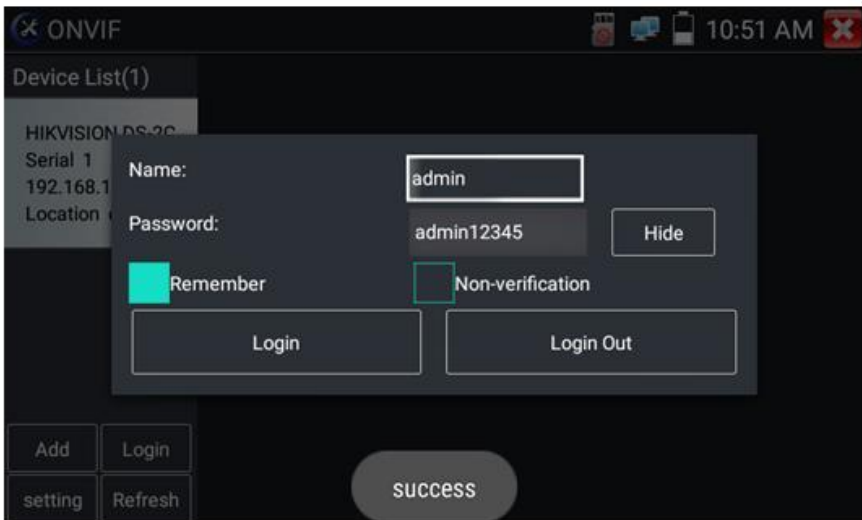 ONVIF
10:51 AM
Device List(1)
HIKVISION DS-2C
Serial 1
192.168.1
Location
Name:
admin
Password:
admin12345
Hide
Remember
Non-verification
Login
Login Out
Add
Login
setting
Refresh
success